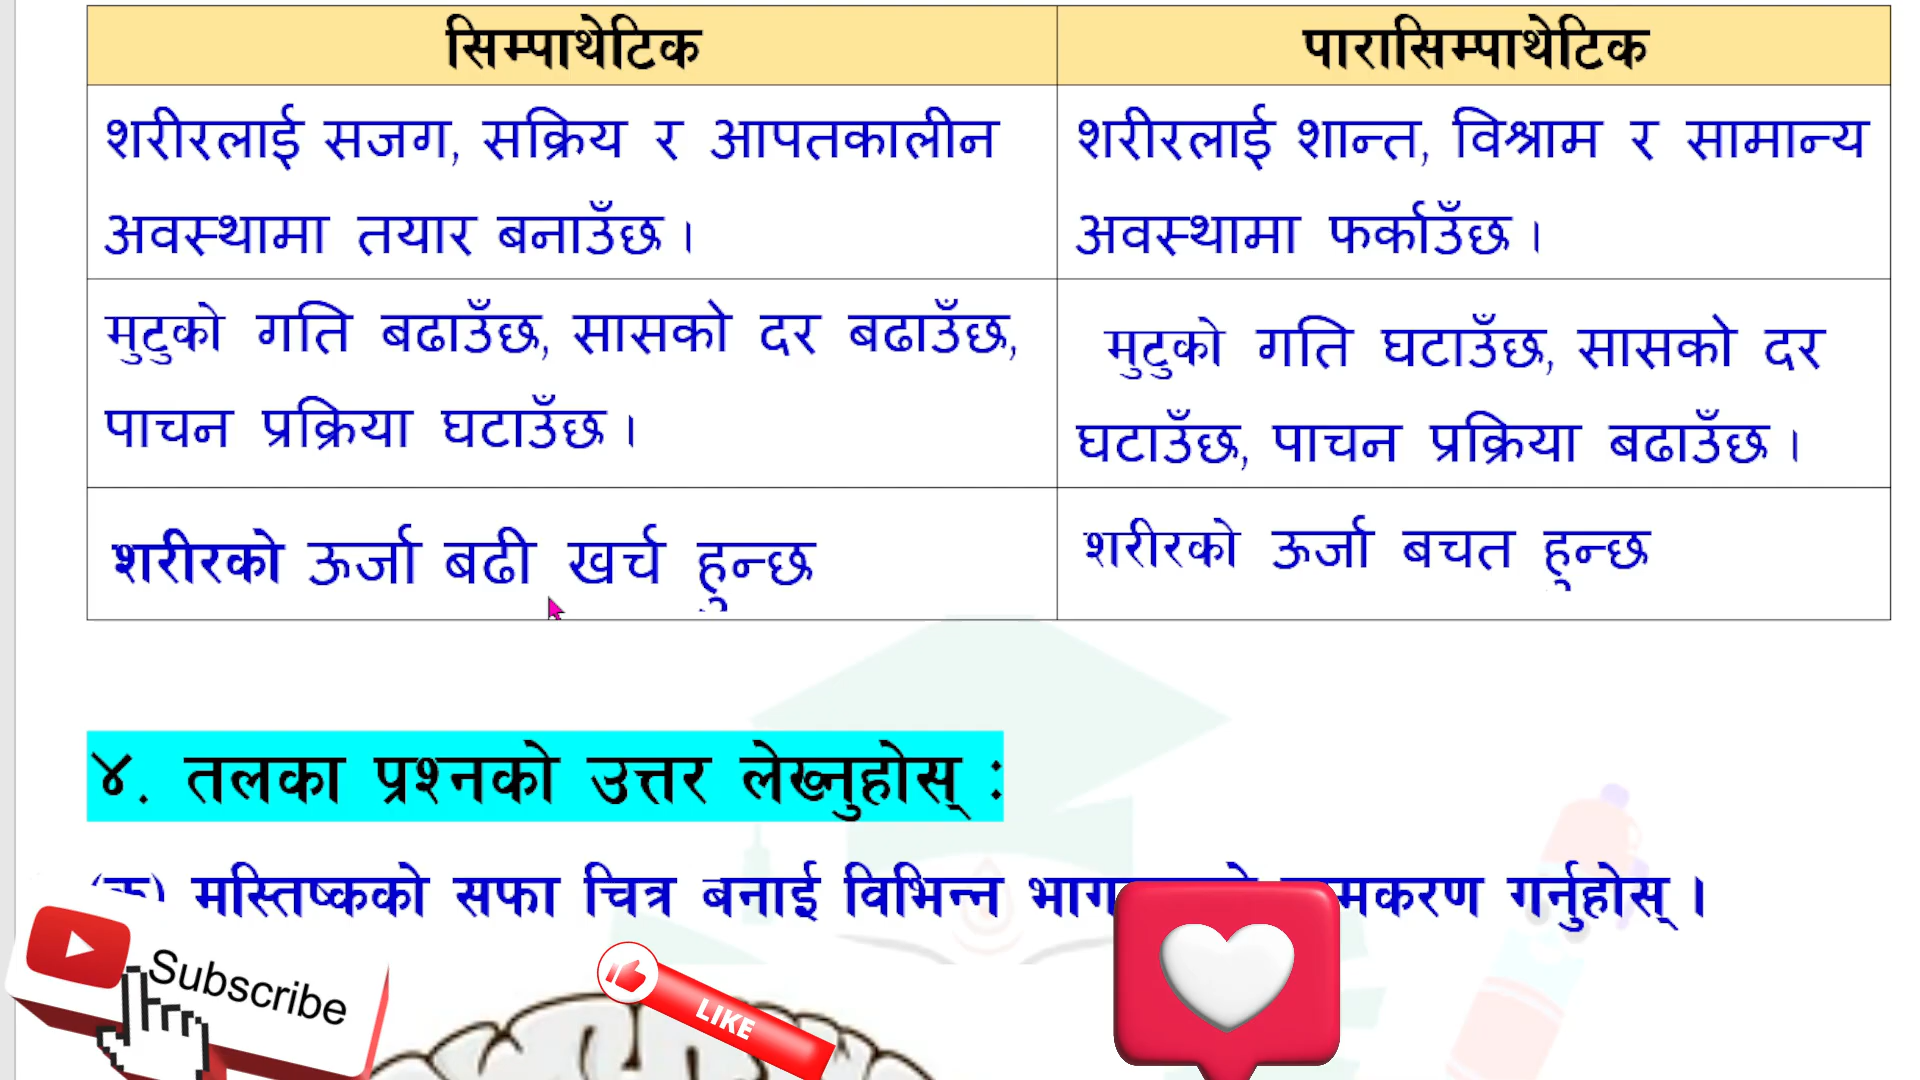 सिम्पाथेटिक
पारासिम्पाथेटिक
शरीरलाई सजग, सक्रिय र आपतकालीन
अवस्थामा तयार बनाउँछ ।
शरीरलाई शान्त, विश्राम र सामान्य
अवस्थामा फर्काउँछ ।
मुटुको गति बढाउँछ, सासको दर बढाउँछ,
पाचन प्रक्रिया घटाउँछ ।
मुटुको गति घटाउँछ, सासको दर
घटाउँछ, पाचन प्रक्रिया बढाउँछ ।
शरीरको ऊर्जा बढी खर्च हुन्छ
शरीरको ऊर्जा बचत हुन्छ
४. तलका प्रश्नको उत्तर लेख्नुहोस् :
मस्तिष्कको सफा चित्र बनाई विभिन्न गर्नुहोस् ।
Subscribe
LIKE